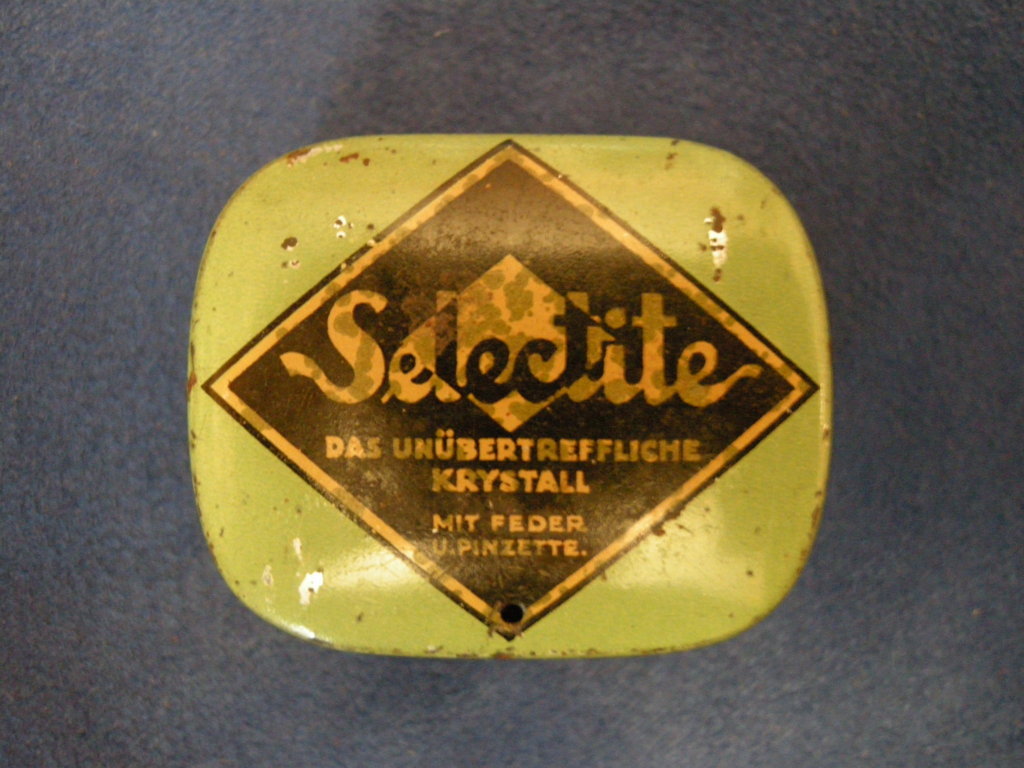 Selectite
DAS UNÜBERTREFFLICHE
KRYSTALL
MIT FEDER
U. PINZETTE.